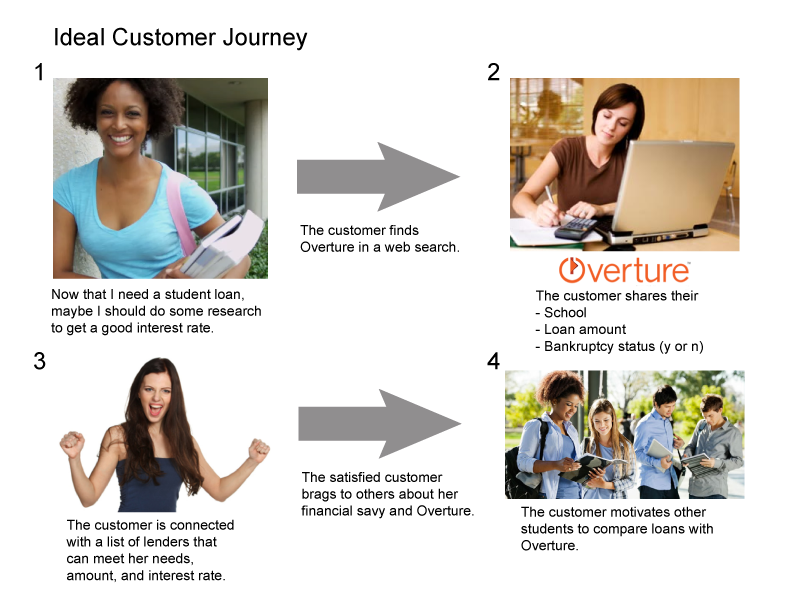 Ideal Customer Journey
1
Now that I need a student loan,
maybe I should do some research
to get a good interest rate.
The customer finds
Overture in a web search.
2
Overture™
The customer shares their
- School
- Loan amount
- Bankruptcy status (y or n)
3
The customer is connected
with a list of lenders that
can meet her needs,
amount, and interest rate.
The satisfied customer
brags to others about her
financial savy and Overture.
4
The customer motivates other
students to compare loans with
Overture.